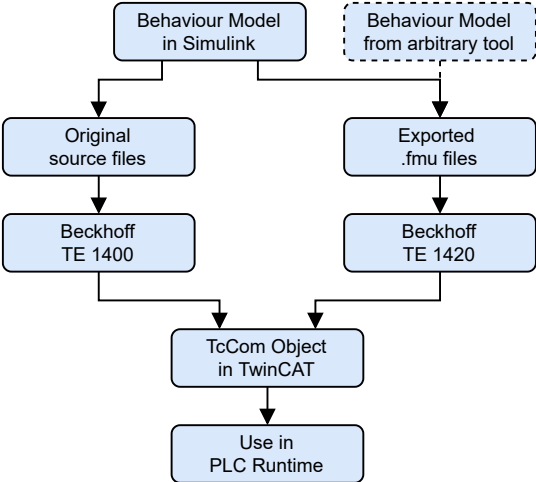 Behaviour Model
in Simulink
Behaviour Model
from arbitrary tool
Original
source files
Exported
.fmu files
Beckhoff
TE 1400
Beckhoff
TE 1420
TcCom Object
in TwinCAT
Use in
PLC Runtime